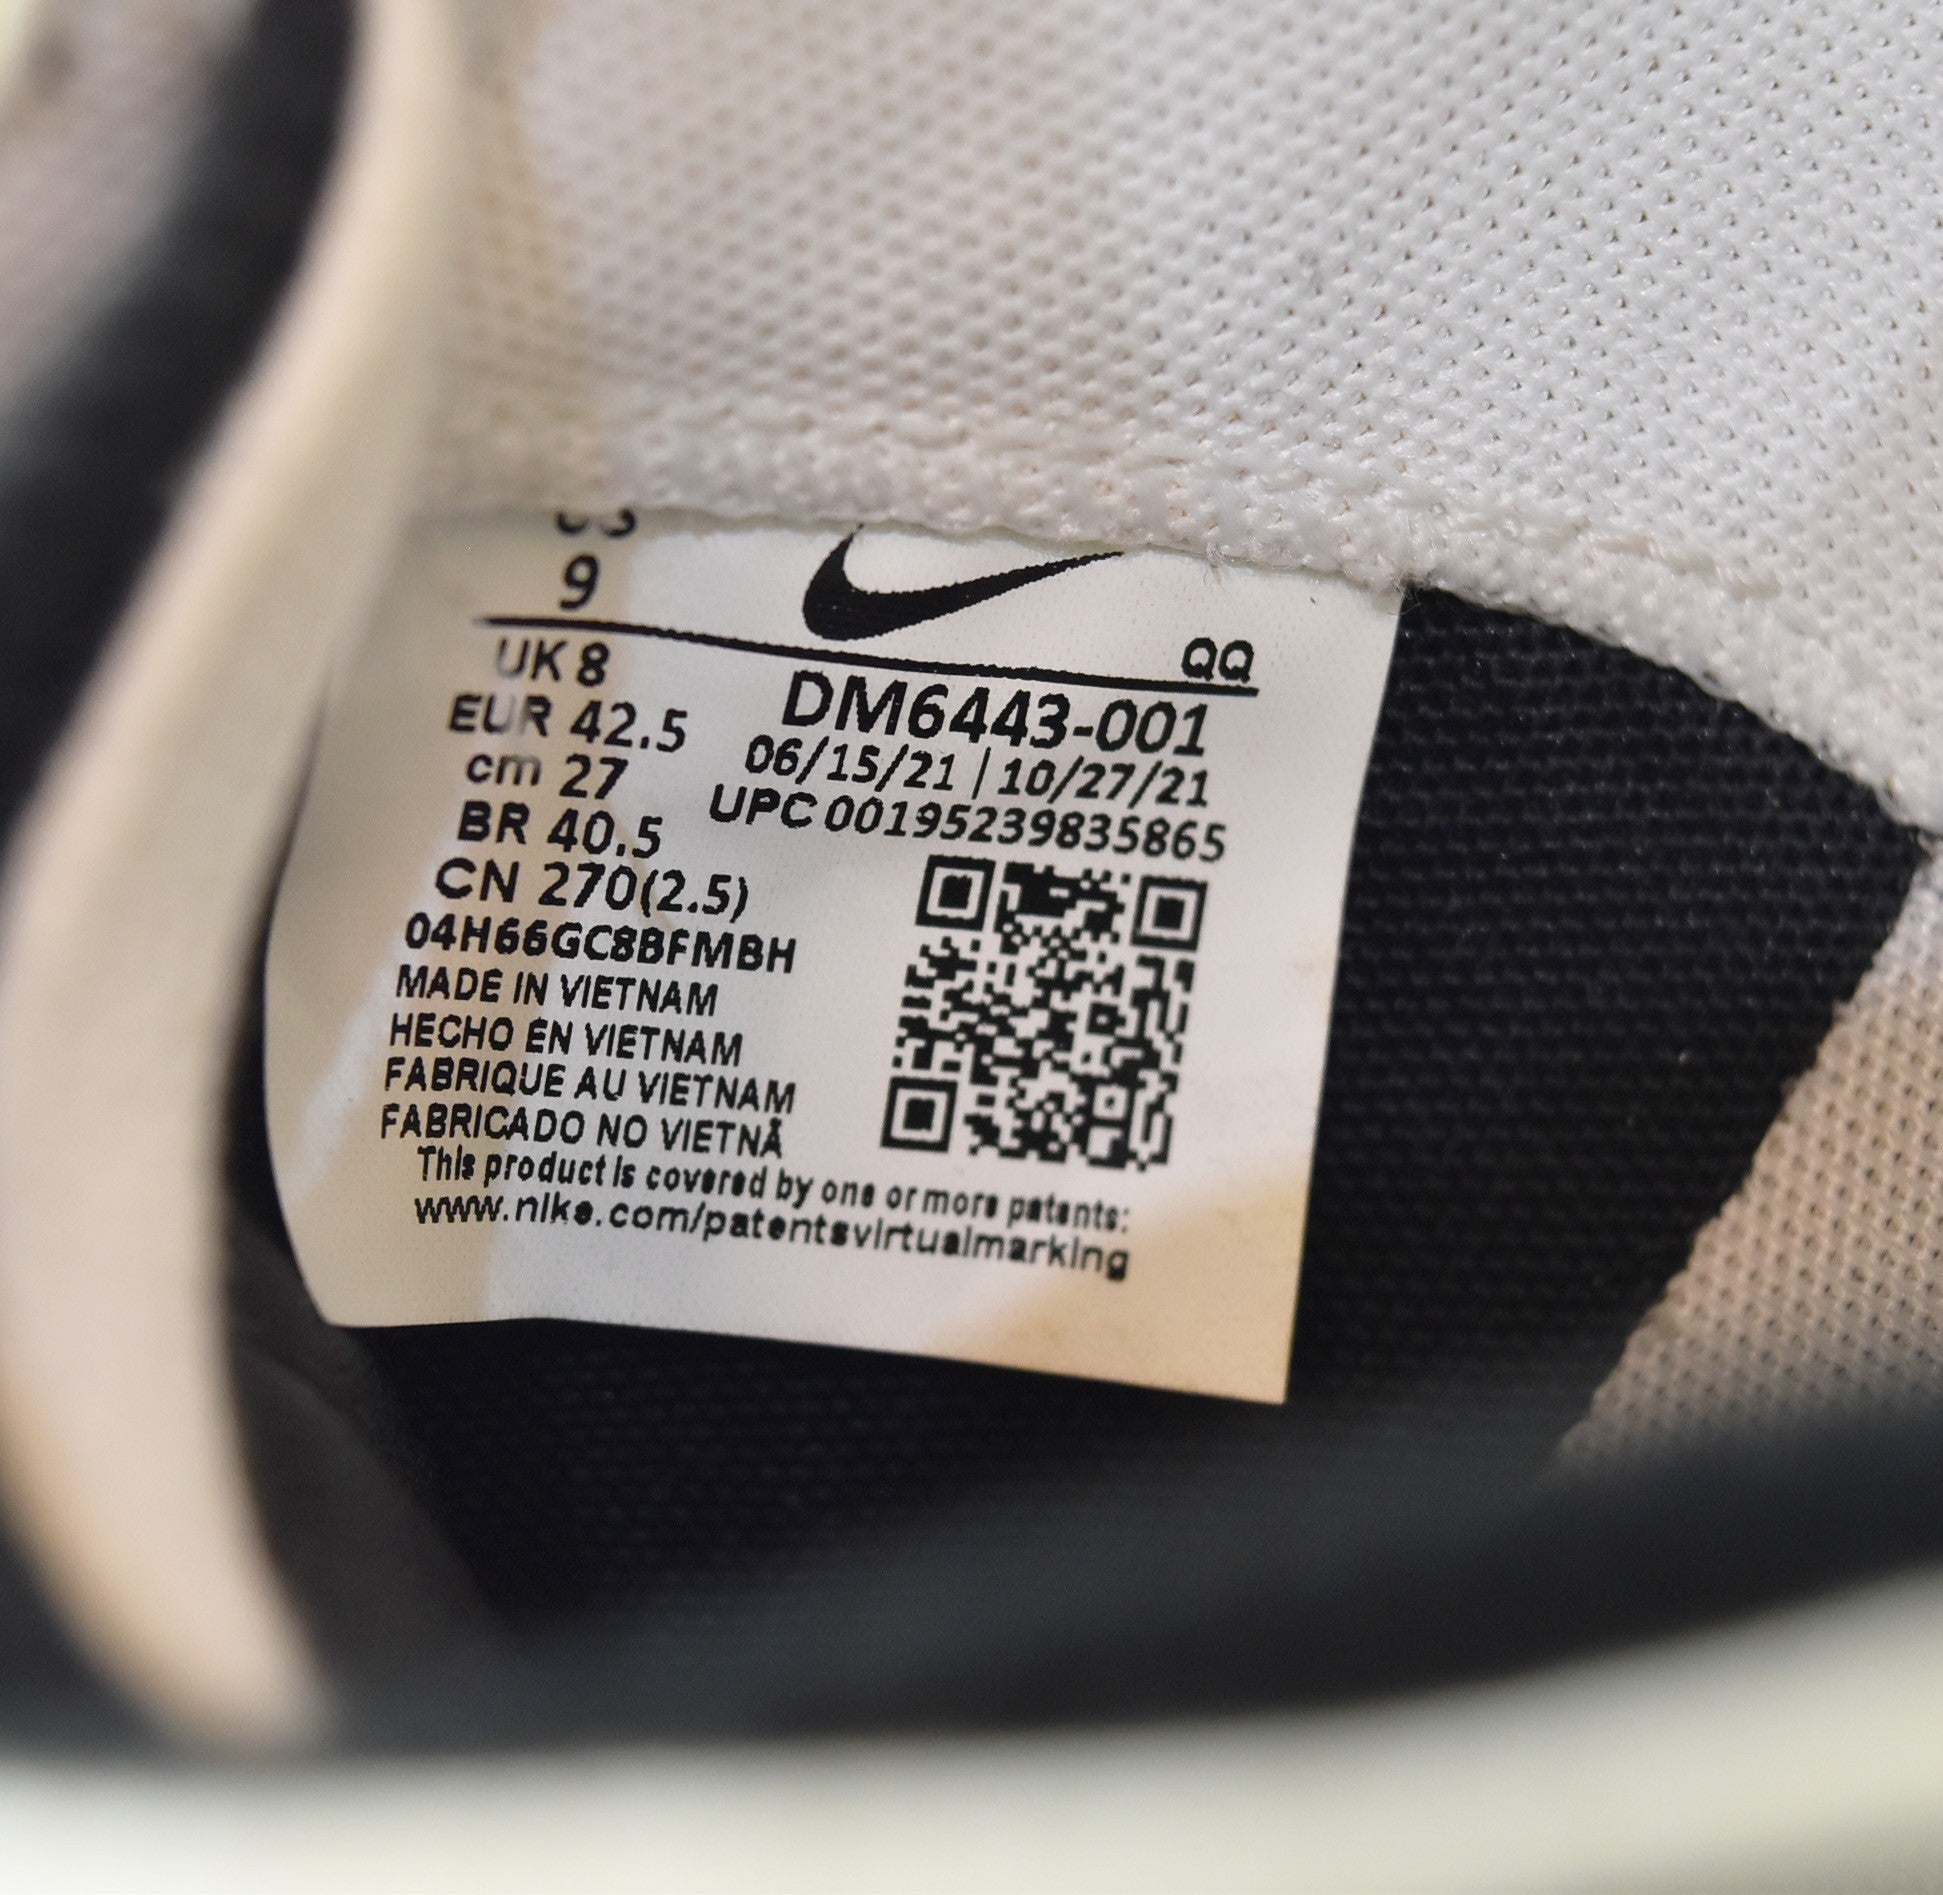 9
QQ
UK 8
EUR 42.5
cm 27
BR 40.5
CN 270(2.5)
DM6443-001
06/15/21 | 10/27/21
UPC 00195239835865
04H66GC8BFMBH
MADE IN VIETNAM
HECHO EN VIETNAM
FABRIQUE AU VIETNAM
FABRICADO NO VIETNÃ
This product is covered by one or more patents:
www.nike.com/patentsvirtualmarking